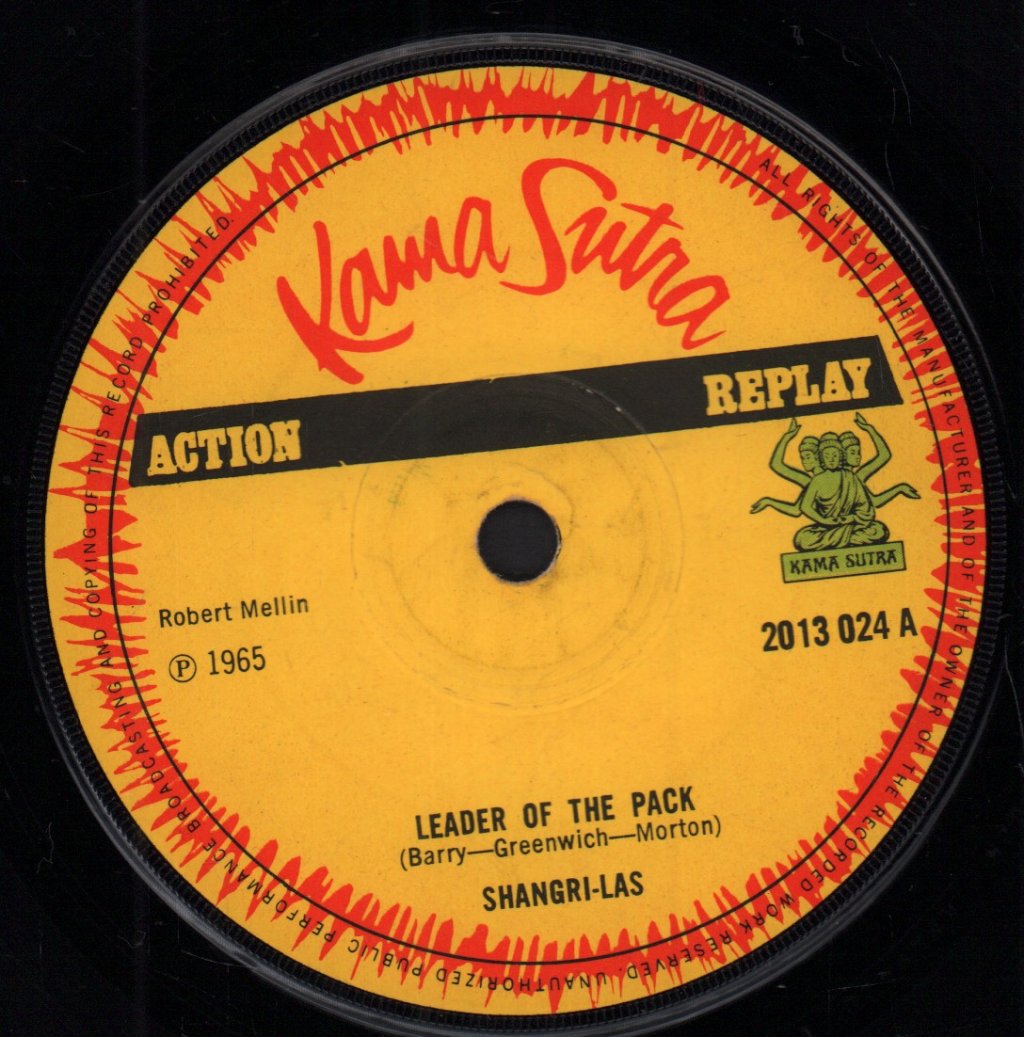 Kama Sutra
ACTION REPLAY
KAMA SUTRA
Robert Mellin
℗ 1965
2013 024 A
LEADER OF THE PACK
(Barry—Greenwich—Morton)
SHANGRI-LAS
ALL RIGHTS OF THE MANUFACTURER AND OF THE OWNER OF THE RECORDED WORK RESERVED. UNAUTHORIZED PUBLIC PERFORMANCE BROADCASTING AND COPYING OF THIS RECORD PROHIBITED.